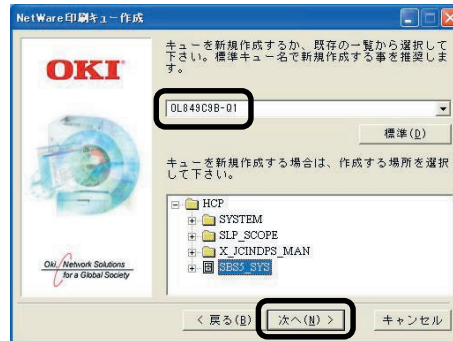 NetWare印刷キュー作成
OKI
キューを新規作成するか、既存の一覧から選択して
下さい。標準キュー名で新規作成する事を推奨しま
す。
OL849C9B-Q1
標準(D)
キューを新規作成する場合は、作成する場所を選択
して下さい。
HCP
SYSTEM
SLP_SCOPE
X_JCINDPS_MAN
SBS5_SYS
Oki, Network Solutions
for a Global Society
< 戻る(B)
次へ(N) >
キャンセル